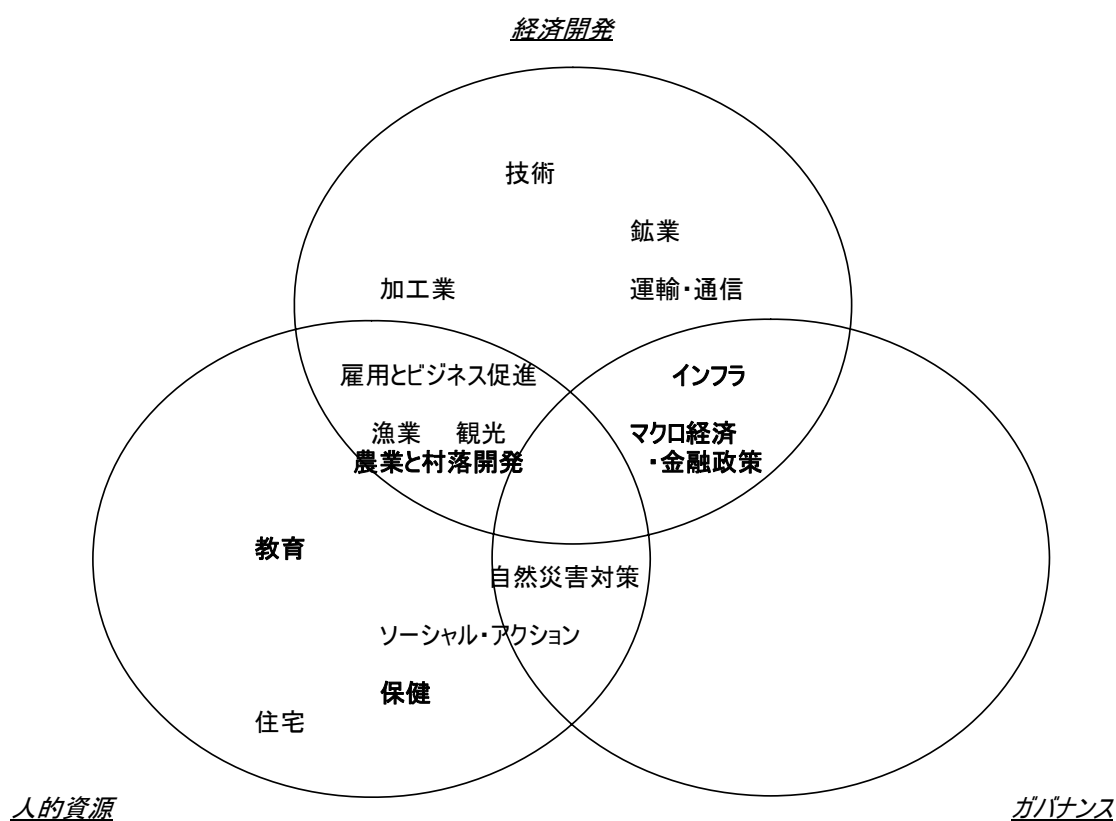 経済開発
技術
鉱業
加工業
運輸・通信
雇用とビジネス促進
インフラ
漁業 観光
農業と村落開発
マクロ経済
・金融政策
教育
自然災害対策
ソーシャル・アクション
保健
住宅
人的資源
ガバナンス